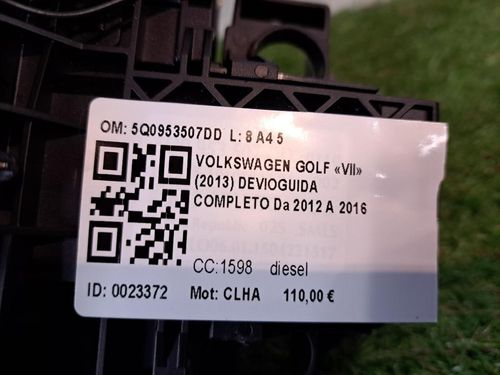 OM: 5Q0953507DD L: 8 A4 5
VOLKSWAGEN GOLF «VII»
(2013) DEVIOGUIDA
COMPLETO Da 2012 A 2016
CC:1598 diesel
ID: 0023372 Mot: CLHA 110,00 €